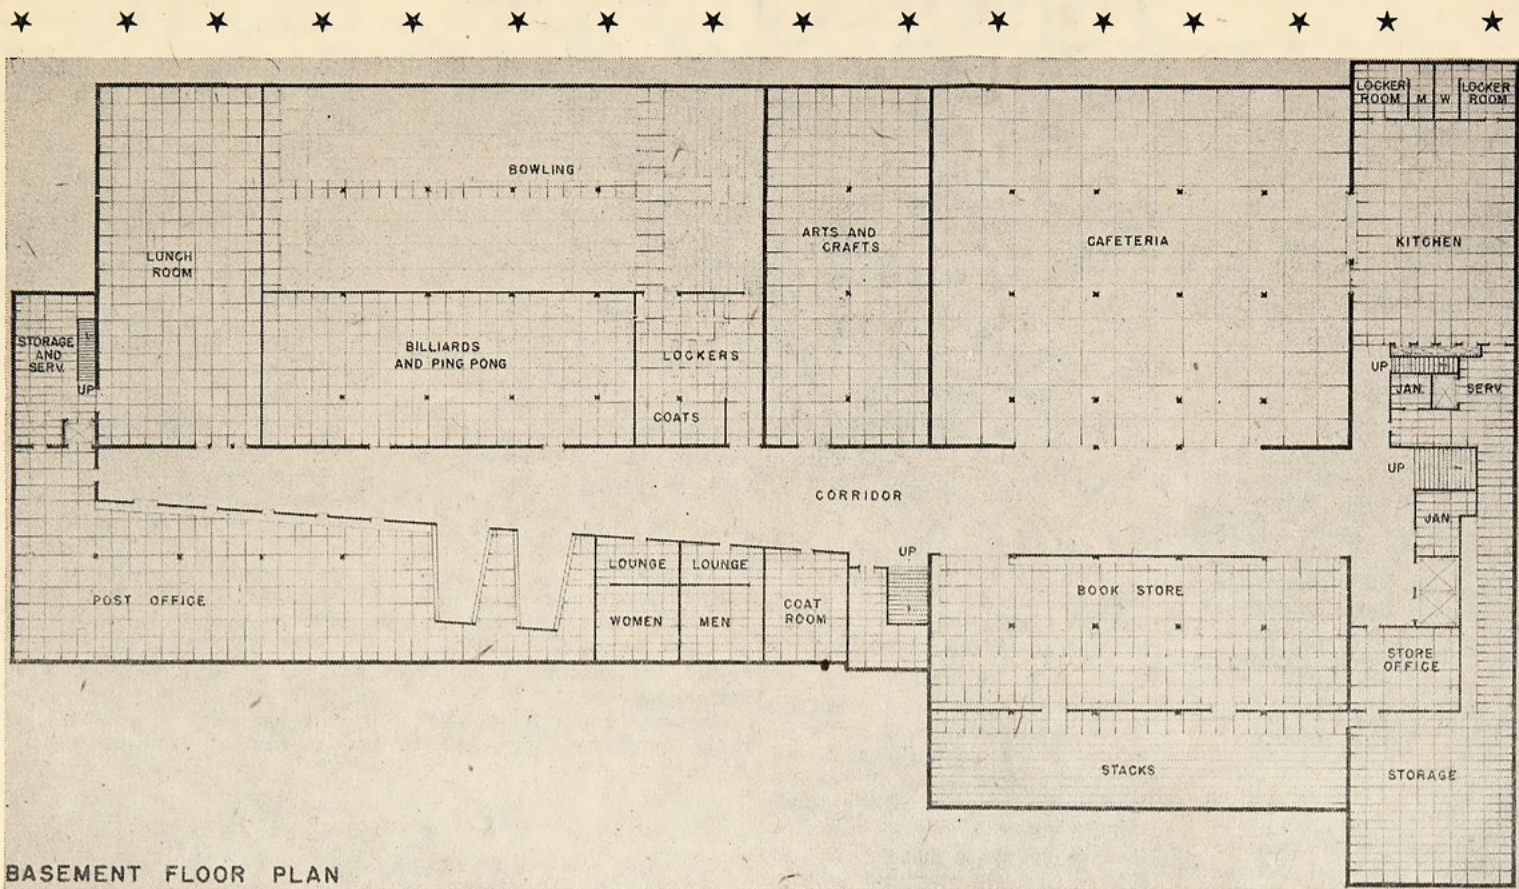 LOCKER
ROOM
M
W
LOCKER
ROOM
BOWLING
ARTS AND
CRAFTS
CAFETERIA
KITCHEN
LUNCH
ROOM
STORAGE
AND
SERV.
UP
BILLIARDS
AND PING PONG
LOCKERS
COATS
UP
JAN.
SERV.
UP
JAN.
CORRIDOR
UP
POST OFFICE
LOUNGE
LOUNGE
WOMEN
MEN
COAT
ROOM
BOOK STORE
STORE
OFFICE
STACKS
STORAGE
BASEMENT FLOOR PLAN